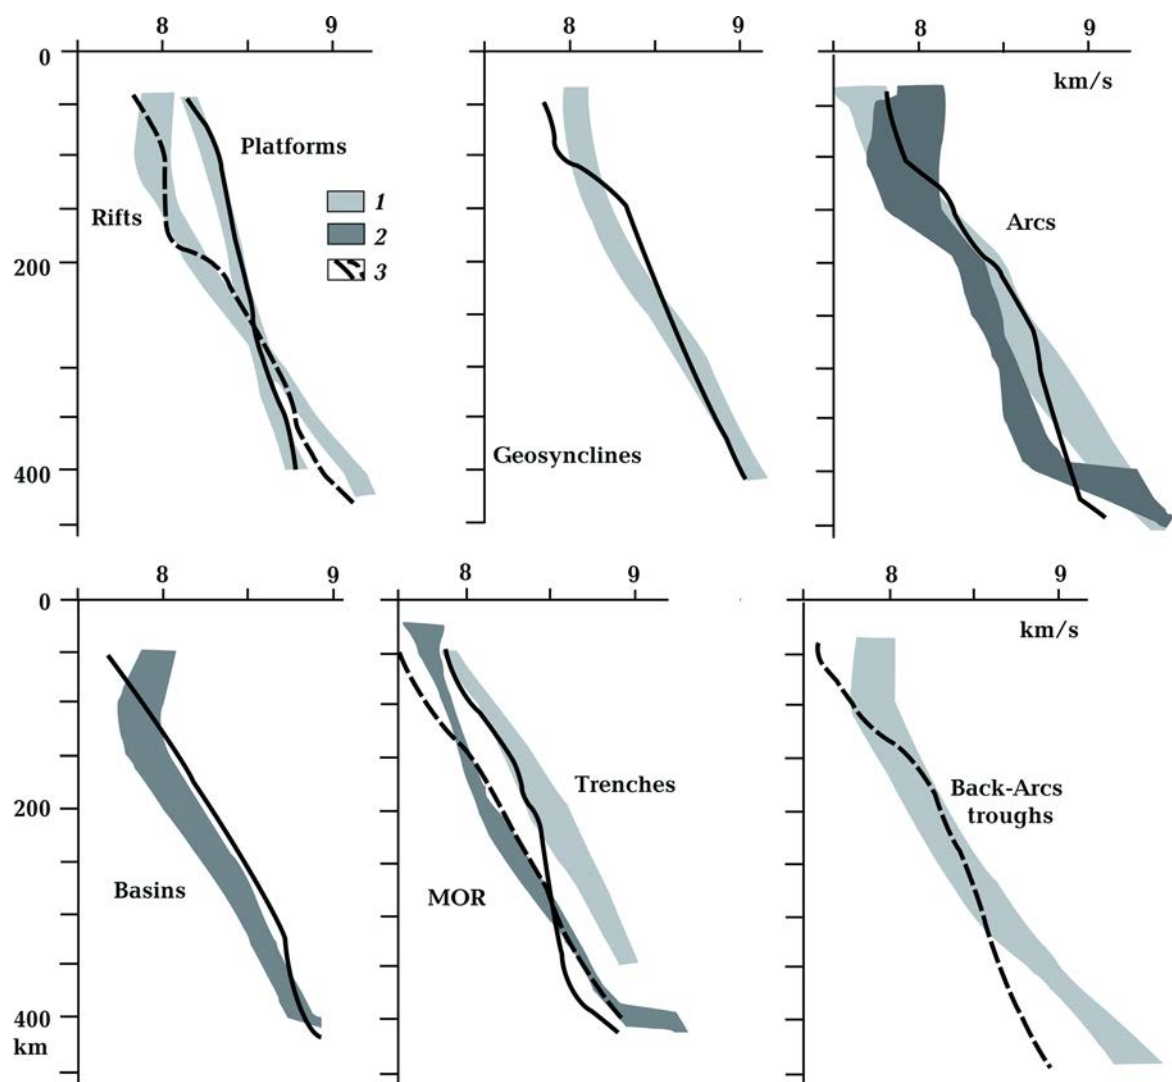 8 9 8 9 8 9
0
km/s
Platforms
1
Rifts
2
Arcs
200
3
Geosynclines
400
8 9 8 9 8 9
0
km/s
Trenches
Back-Arcs
troughs
200
Basins
MOR
400
km